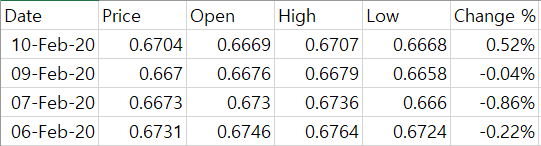 Date Price Open High Low Change %
10-Feb-20 0.6704 0.6669 0.6707 0.6668 0.52%
09-Feb-20 0.667 0.6676 0.6679 0.6658 -0.04%
07-Feb-20 0.6673 0.673 0.6736 0.666 -0.86%
06-Feb-20 0.6731 0.6746 0.6764 0.6724 -0.22%